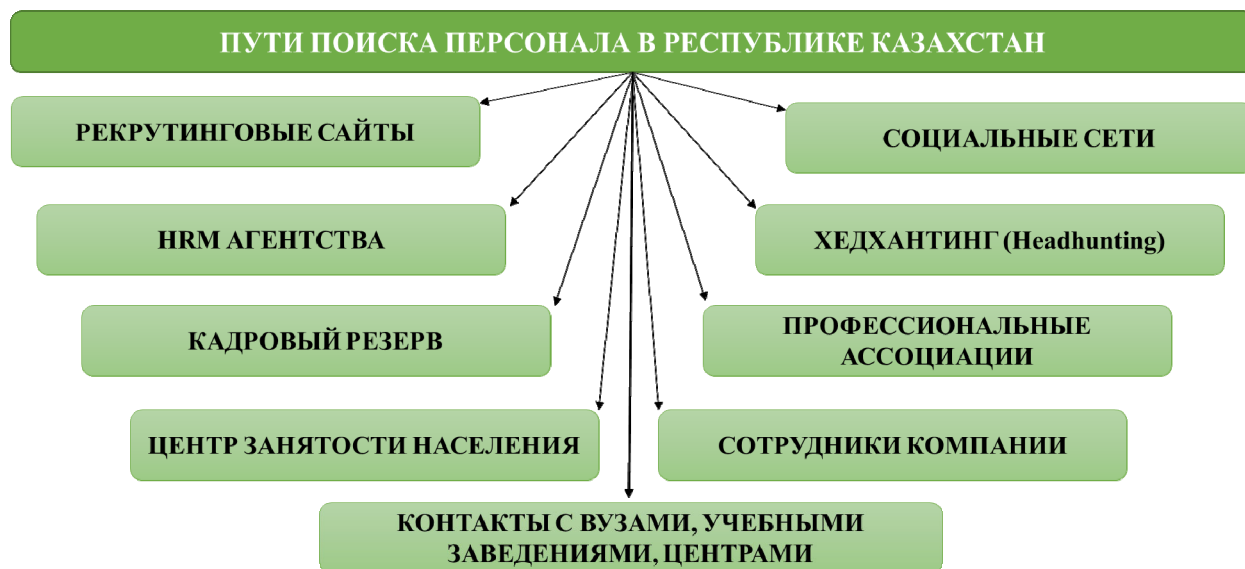 ПУТИ ПОИСКА ПЕРСОНАЛА В РЕСПУБЛИКЕ КАЗАХСТАН
РЕКРУТИНГОВЫЕ САЙТЫ
СОЦИАЛЬНЫЕ СЕТИ
HRM АГЕНТСТВА
ХЕДХАНТИНГ (Headhunting)
КАДРОВЫЙ РЕЗЕРВ
ПРОФЕССИОНАЛЬНЫЕ
АССОЦИАЦИИ
ЦЕНТР ЗАНЯТОСТИ НАСЕЛЕНИЯ
СОТРУДНИКИ КОМПАНИИ
КОНТАКТЫ С ВУЗАМИ, УЧЕБНЫМИ
ЗАВЕДЕНИЯМИ, ЦЕНТРАМИ